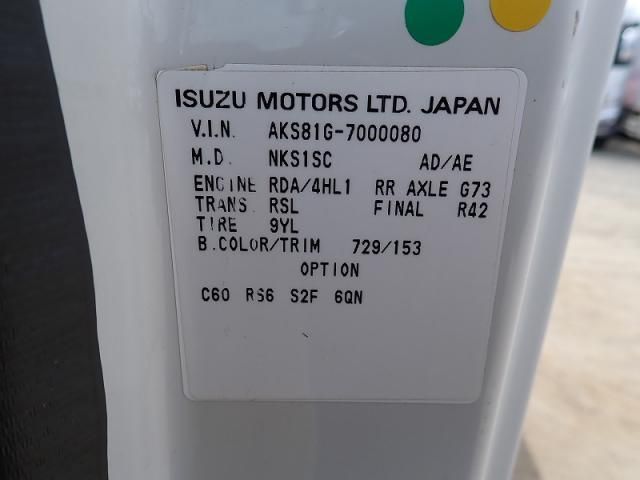 ISUZU MOTORS LTD. JAPAN
V.I.N. AKS81G-7000080
M.D. NKS1SC AD/AE
ENGINE RDA/4HL1 RR AXLE G73
TRANS. RSL FINAL R42
TIRE 9YL
B.COLOR/TRIM 729/153
OPTION
C60 RS6 S2F 6QN